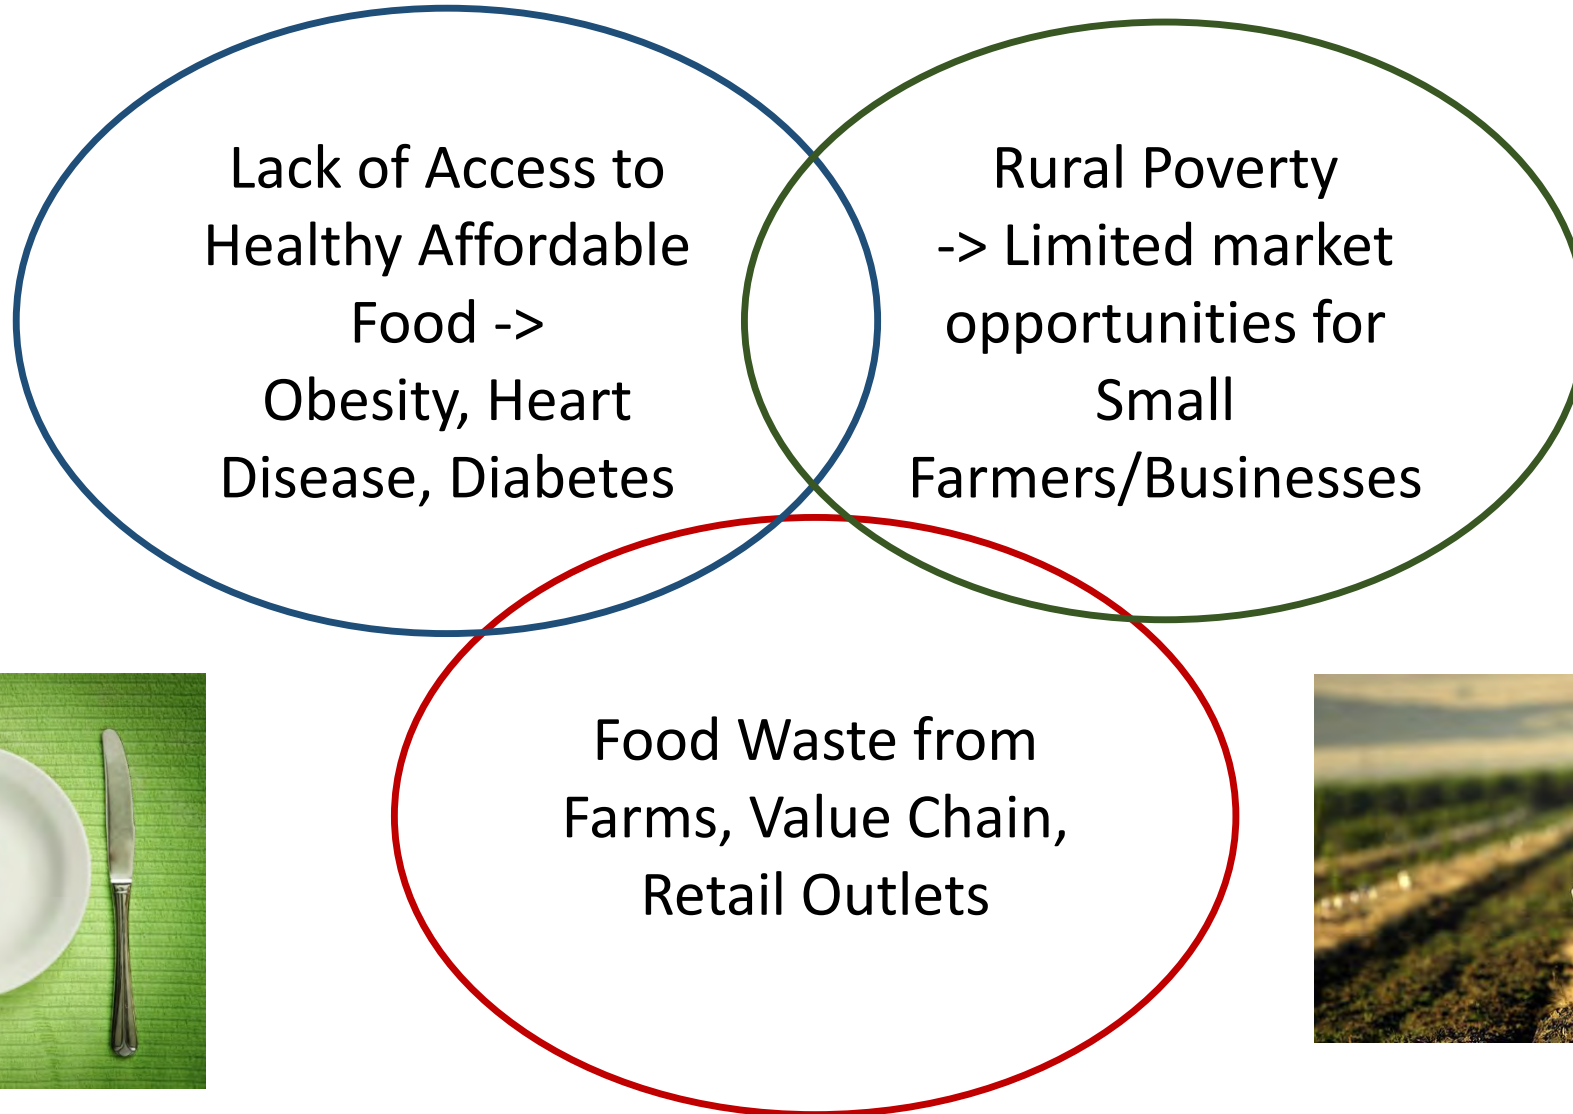 Lack of Access to
Healthy Affordable
Food ->
Obesity, Heart
Disease, Diabetes
Rural Poverty
-> Limited market
opportunities for
Small
Farmers/Businesses
Food Waste from
Farms, Value Chain,
Retail Outlets